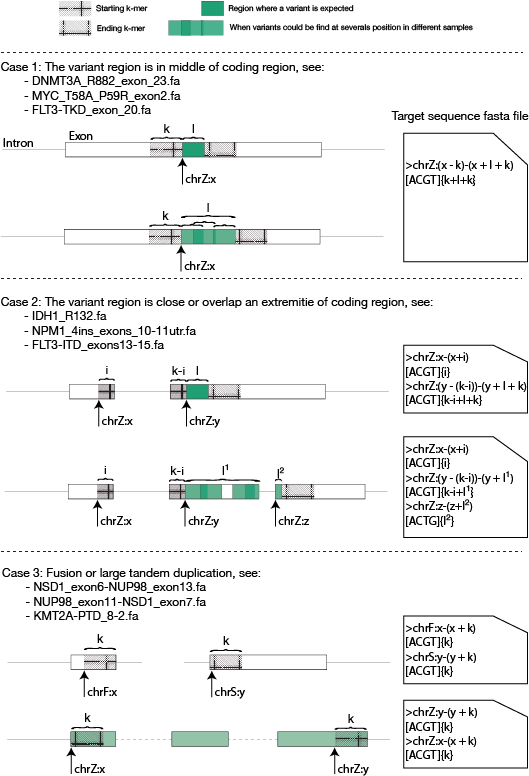 Starting k-mer
Region where a variant is expected
Ending k-mer
When variants could be find at severals position in different samples
Case 1: The variant region is in middle of coding region, see:
- DNMT3A_R882_exon_23.fa
- MYC_T58A_P59R_exon2.fa
- FLT3-TKD_exon_20.fa
Target sequence fasta file
k l
Intron Exon
chrZ:x
>chrZ:(x - k)-(x + l + k)
[ACGT]{k+l+k}
l
k
chrZ:x
Case 2: The variant region is close or overlap an extremitie of coding region, see:
- IDH1_R132.fa
- NPM1_4ins_exons_10-11utr.fa
- FLT3-ITD_exons13-15.fa
i k-i l
chrZ:x chrZ:y
>chrZ:x-(x+i)
[ACGT]{i}
>chrZ:(y - (k-i))-(y + l + k)
[ACGT]{k-i+l+k}
i k-i l¹ l²
chrZ:x chrZ:y chrZ:z
>chrZ:x-(x+i)
[ACGT]{i}
>chrZ:(y - (k-i))-(y + l¹)
[ACGT]{k-i+l¹}
>chrZ:z-(z+l²)
[ACTG]{l²}
Case 3: Fusion or large tandem duplication, see:
- NSD1_exon6-NUP98_exon13.fa
- NUP98_exon11-NSD1_exon7.fa
- KMT2A-PTD_8-2.fa
k k
chrF:x chrS:y
>chrF:x-(x + k)
[ACGT]{k}
>chrS:y-(y + k)
[ACGT]{k}
k k
chrZ:x chrZ:y
>chrZ:y-(y + k)
[ACGT]{k}
>chrZ:x-(x + k)
[ACGT]{k}